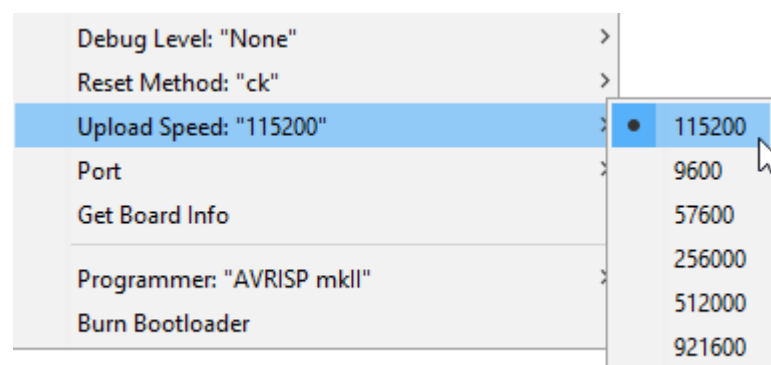 Debug Level: "None"
Reset Method: "ck"
Upload Speed: "115200"
Port
Get Board Info
Programmer: "AVRISP mkII"
Burn Bootloader
115200
9600
57600
256000
512000
921600